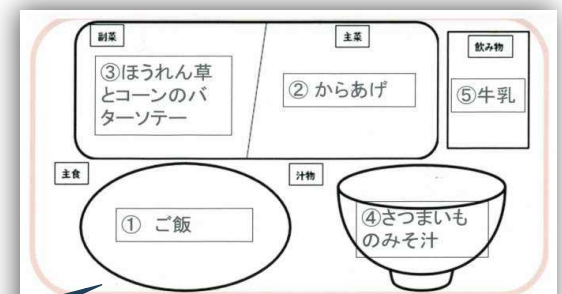 副菜
③ほうれん草
とコーンのバ
ターソテー
主菜
② からあげ
飲み物
⑤牛乳
主食
① ご飯
汁物
④さつまいも
のみそ汁